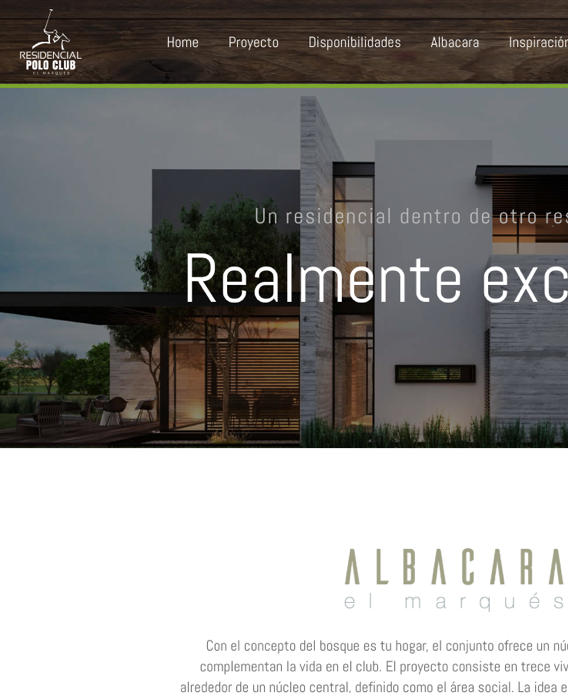 RESIDENCIAL
POLO CLUB
EL MARQUÉS
Home Proyecto Disponibilidades Albacara Inspiración
Un residencial dentro de otro res
Realmente exc
ALBACARA
el marqués
Con el concepto del bosque es tu hogar, el conjunto ofrece un nú
complementan la vida en el club. El proyecto consiste en trece viv
alrededor de un núcleo central, definido como el área social. La idea e